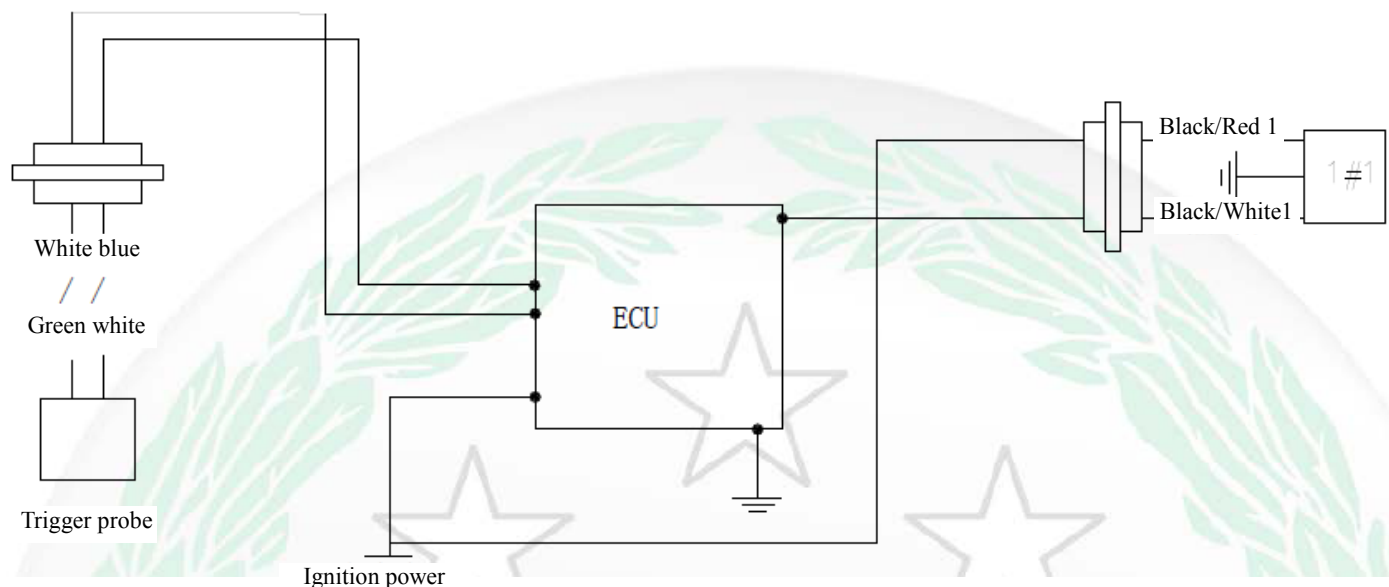 Black/Red 1
1#1
Black/White1
White blue
Green white
ECU
Trigger probe
Ignition power